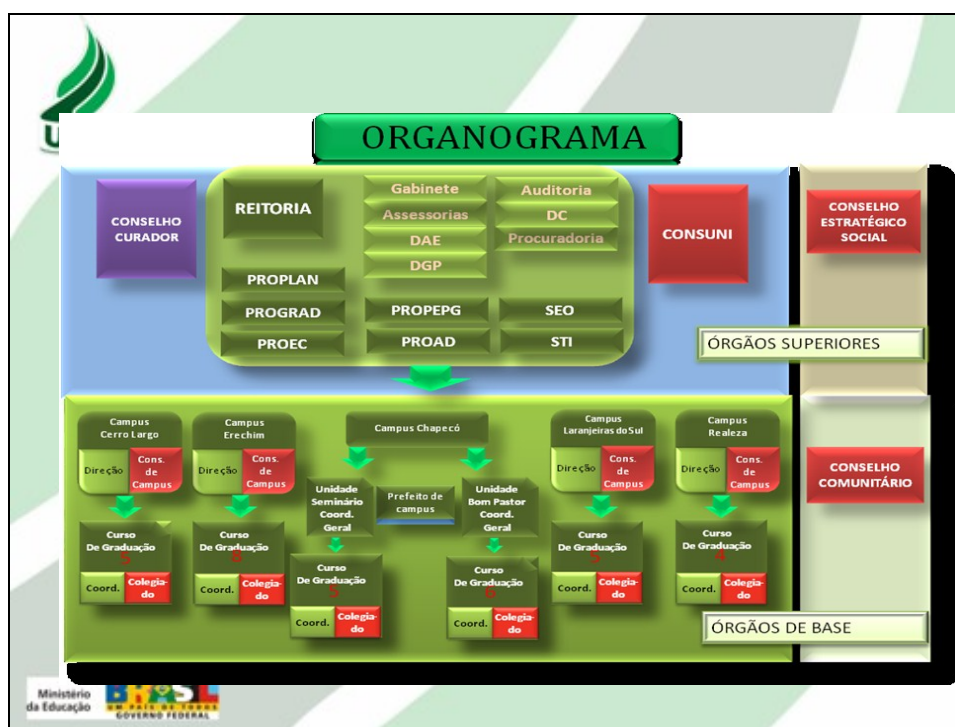 ORGANOGRAMA
CONSELHO
CURADOR
REITORIA
Gabinete
Assessorias
DAE
DGP
Auditoria
DC
Procuradoria
CONSUNI
CONSELHO
ESTRATÉGICO
SOCIAL
PROPLAN
PROGRAD
PROEC
PROPEPG
PROAD
SEO
STI
ÓRGÃOS SUPERIORES
Campus
Cerro Largo
Direção
Cons.
de
Campus
Campus
Erechim
Direção
Cons.
de
Campus
Campus Chapecó
Campus
Laranjeiras do Sul
Direção
Cons.
de
Campus
Campus
Realeza
Direção
Cons.
de
Campus
CONSELHO
COMUNITÁRIO
Unidade
Seminário
Coord.
Geral
Prefeito de
campus
Unidade
Bom Pastor
Coord.
Geral
Curso
De Graduação
Coord.
Colegia-
do
Curso
De Graduação
Coord.
Colegia-
do
Curso
De Graduação
5
Coord.
Colegia-
do
Curso
De Graduação
6
Coord.
Colegia-
do
Curso
De Graduação
5
Coord.
Colegia-
do
Curso
De Graduação
4
Coord.
Colegia-
do
ÓRGÃOS DE BASE
Ministério
da Educação
BRASIL
UM PAÍS DE TODOS
GOVERNO FEDERAL